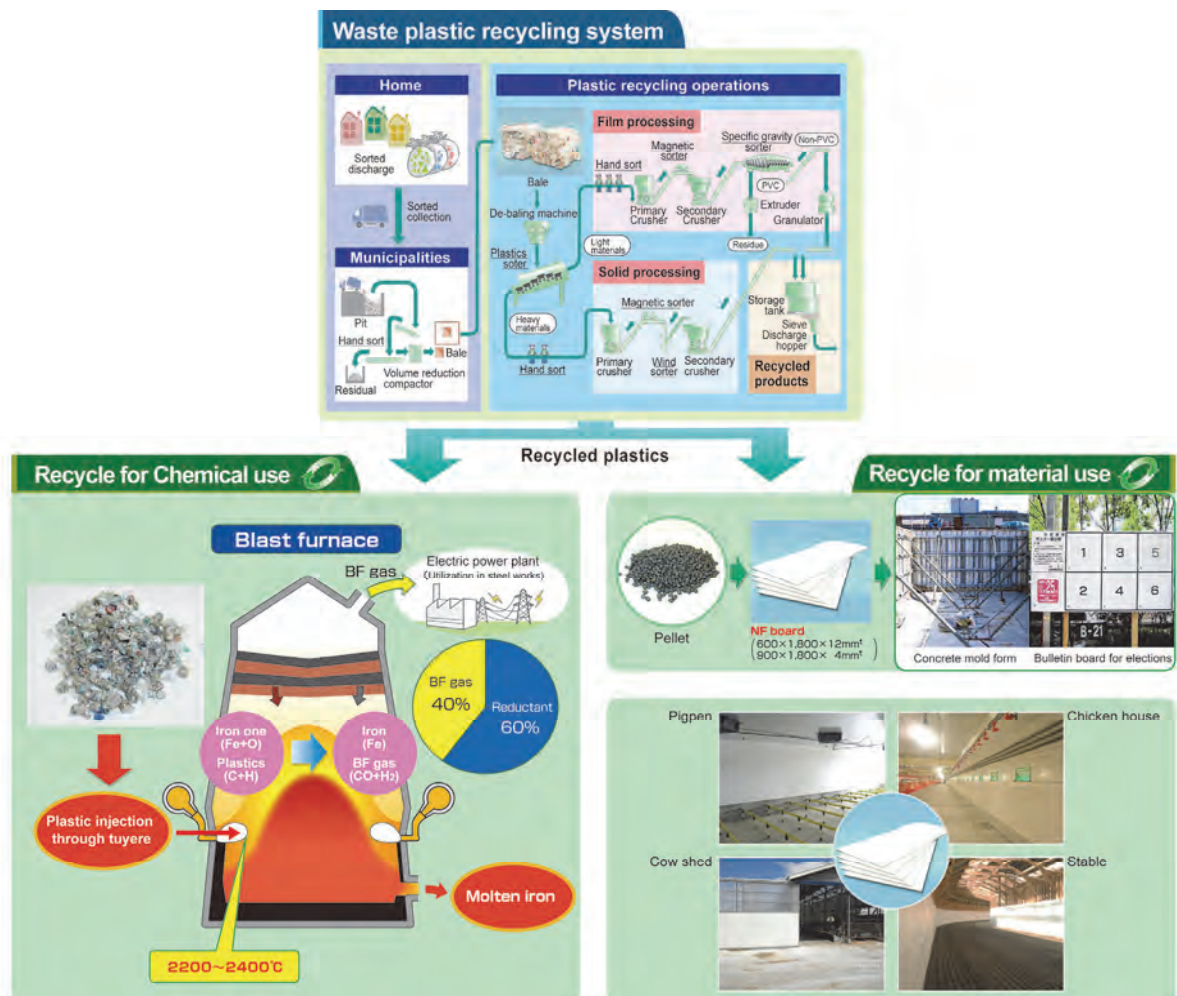 Waste plastic recycling system
Home
Sorted
discharge
Sorted
collection
Municipalities
Pit
Hand sort
Bale
Volume reduction
compactor
Residual
Plastic recycling operations
Bale
De-baling machine
Plastics
soter
Light
materials
Heavy
materials
Hand sort
Film processing
Hand sort
Magnetic
sorter
Specific gravity
sorter
Non-PVC
PVC
Primary
Crusher
Secondary
Crusher
Extruder
Granulator
Residue
Solid processing
Magnetic sorter
Primary
crusher
Wind
sorter
Secondary
crusher
Storage
tank
Sieve
Discharge
hopper
Recycled
products
Recycled plastics
Recycle for Chemical use
Blast furnace
BF gas
Electric power plant
(Utilization in steel works)
BF gas
40%
Reductant
60%
Iron one
(Fe+O)
Plastics
(C+H)
Iron
(Fe)
BF gas
(CO+H₂)
Plastic injection
through tuyere
Molten iron
2200~2400℃
Recycle for material use
Pellet
NF board
(600×1,800×12mmᵗ
900×1,800× 4mmᵗ)
Concrete mold form
1 3 5
2 4 6
B-21
Bulletin board for elections
Pigpen
Chicken house
Cow shed
Stable